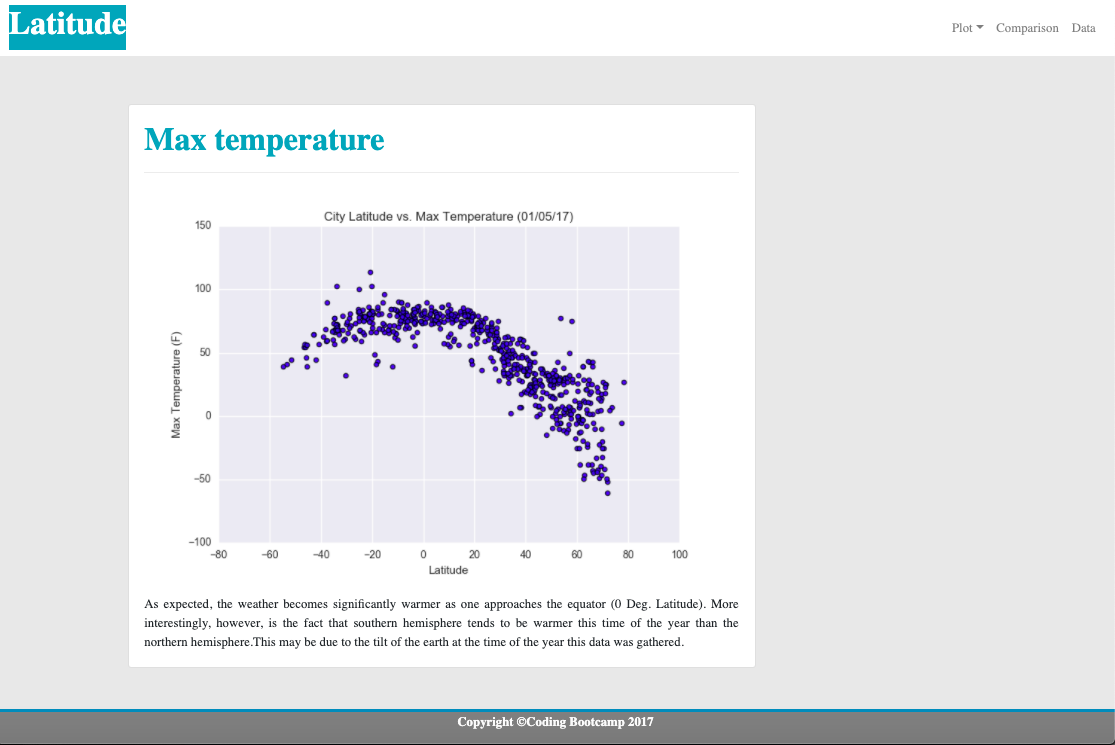 Latitude
Plot Comparison Data
Max temperature
City Latitude vs. Max Temperature (01/05/17)
150
100
50
0
−50
−100
Max Temperature (F)
−80 −60 −40 −20 0 20 40 60 80 100
Latitude
As expected, the weather becomes significantly warmer as one approaches the equator (0 Deg. Latitude). More
interestingly, however, is the fact that southern hemisphere tends to be warmer this time of the year than the
northern hemisphere.This may be due to the tilt of the earth at the time of the year this data was gathered.
Copyright ©Coding Bootcamp 2017